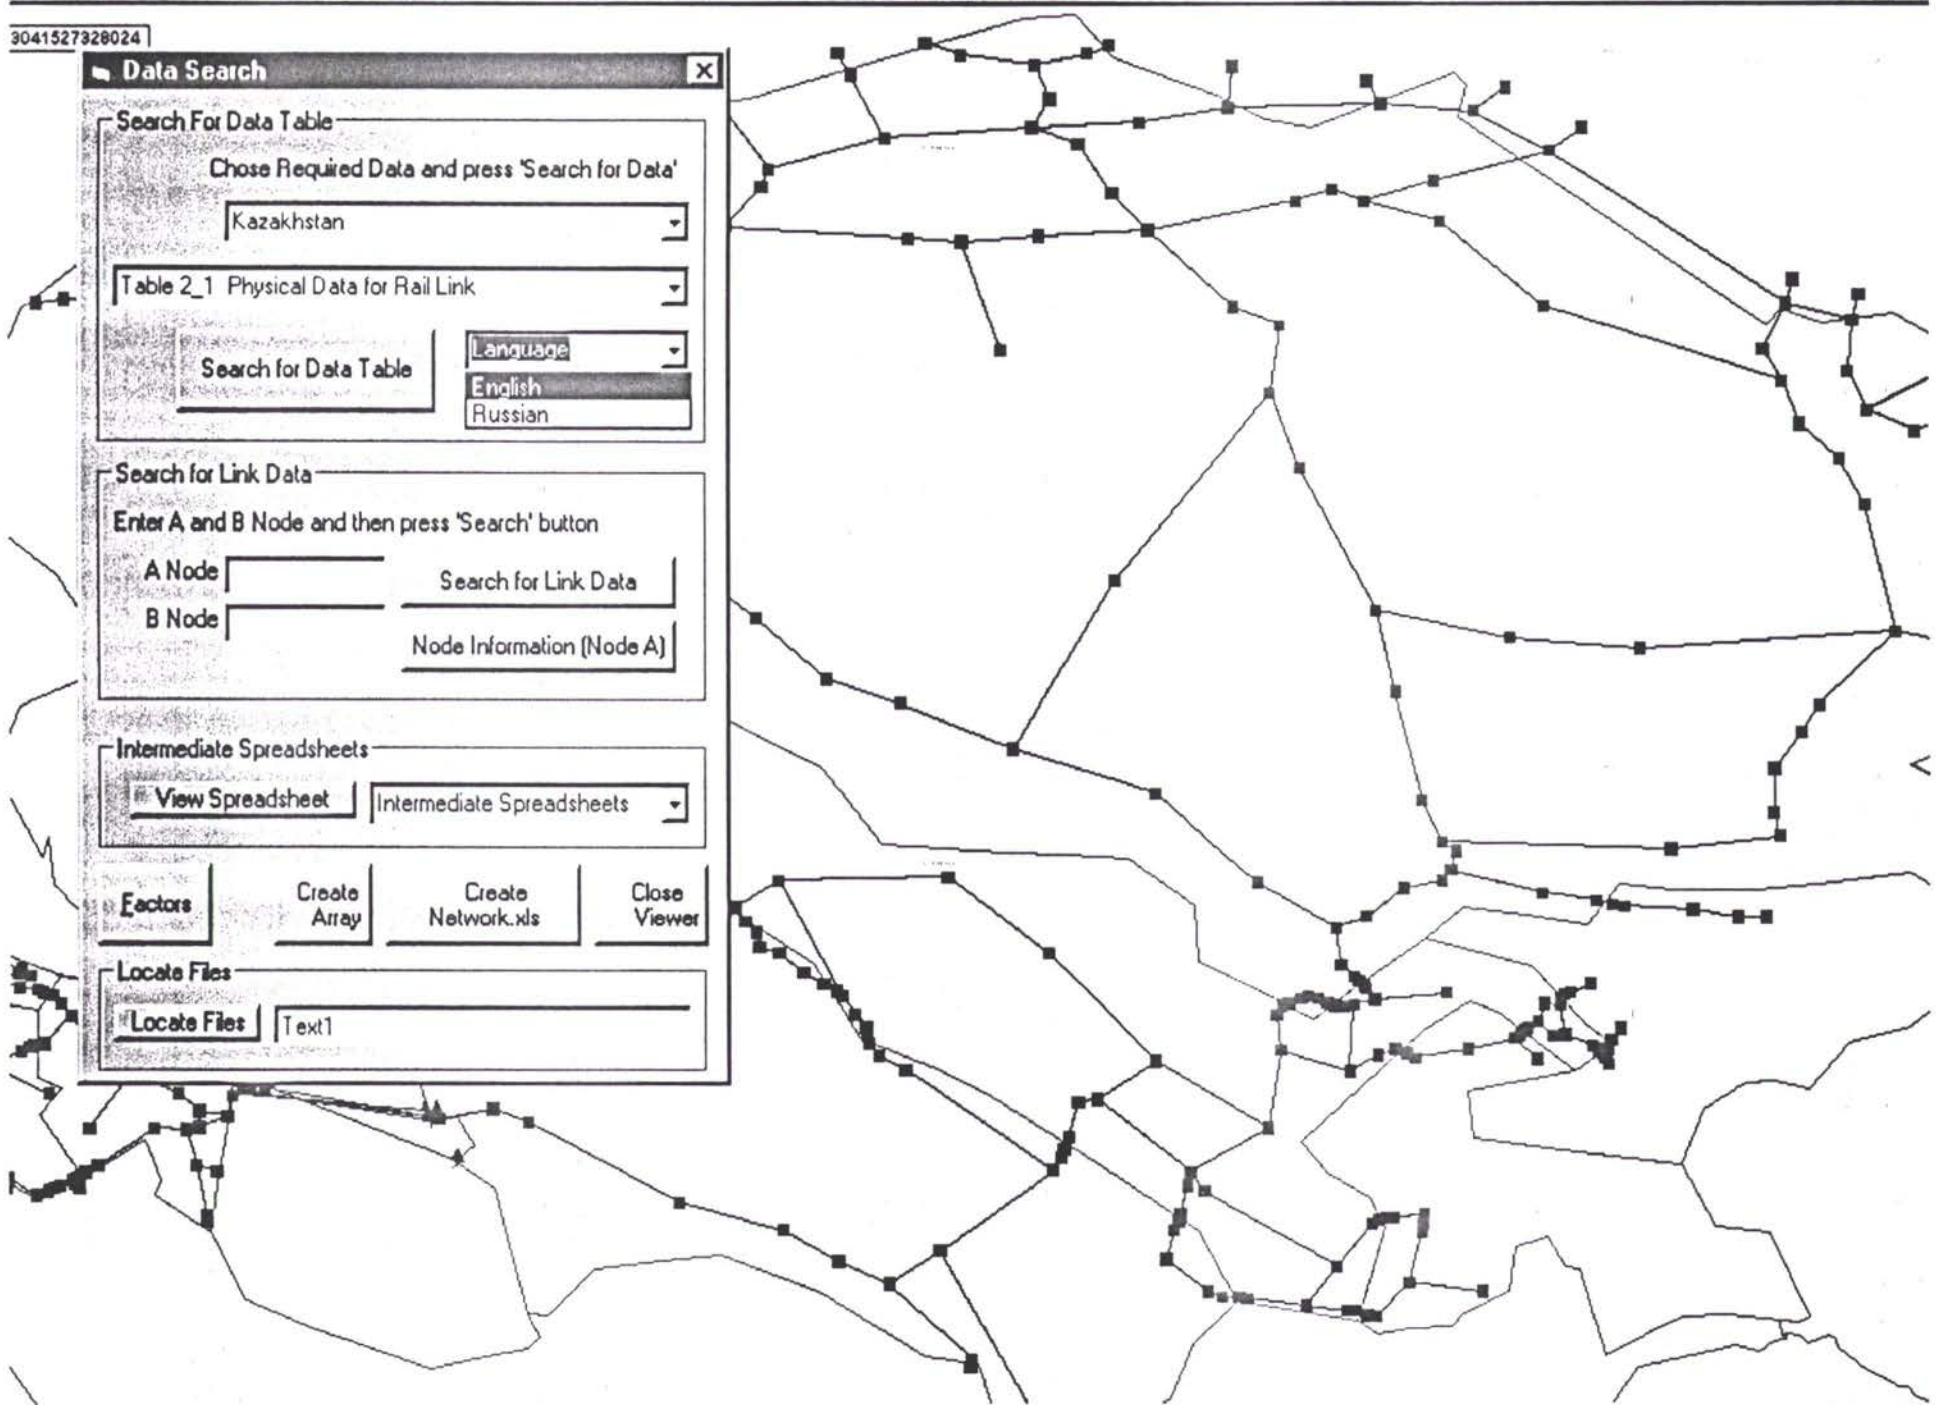 3041527328024
Data Search
Search For Data Table
Chose Required Data and press 'Search for Data'
Kazakhstan
Table 2_1 Physical Data for Rail Link
Search for Data Table
Language
English
Russian
Search for Link Data
Enter A and B Node and then press 'Search' button
A Node
Search for Link Data
B Node
Node Information (Node A)
Intermediate Spreadsheets
View Spreadsheet
Intermediate Spreadsheets
Factors
Create
Array
Create
Network.xls
Close
Viewer
Locate Files
Locate Files
Text1